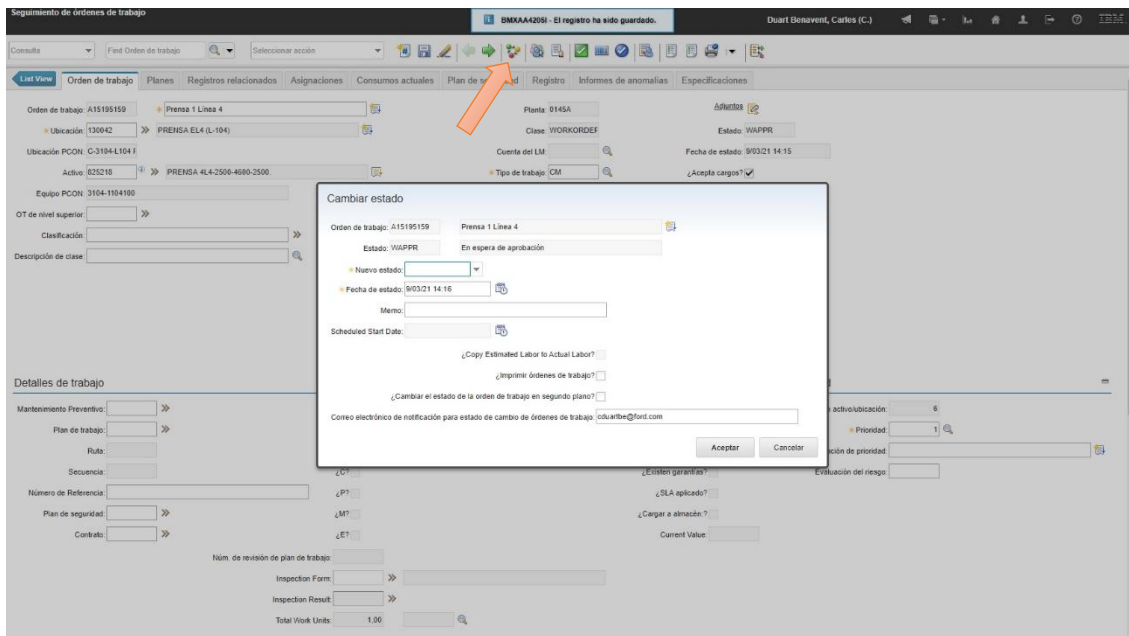 Seguimiento de órdenes de trabajo
BMXAA4205I - El registro ha sido guardado.
Duart Bonavent, Carles (C.)
IBM
Consulta
Find Orden de trabajo
Seleccionar acción
List View
Orden de trabajo
Planes
Registros relacionados
Asignaciones
Consumos actuales
Plan de se
d
Registro
Informes de anomalías
Especificaciones
Orden de trabajo: A15195159
Prensa 1 Línea 4
Planta: 0145A
Adjuntos
Ubicación: 130042
PRENSA EL4 (L-104)
Clase: WORKORDER
Estado: WAPPR
Ubicación PCON: C-3104-L104
Cuenta del LM:
Fecha de estado: 9/03/21 14:15
Activo: 825218
PRENSA 4L4-2500-4600-2500.
Tipo de trabajo: CM
¿Acepta cargos?
Equipo PCON: 3104-1104100
OT de nivel superior:
Clasificación:
Descripción de clase:
Cambiar estado
Orden de trabajo: A15195159
Prensa 1 Línea 4
Estado: WAPPR
En espera de aprobación
Nuevo estado:
Fecha de estado: 9/03/21 14:16
Memo:
Scheduled Start Date:
¿Copy Estimated Labor to Actual Labor?
¿Imprimir órdenes de trabajo?
¿Cambiar el estado de la orden de trabajo en segundo plano?
Correo electrónico de notificación para estado de cambio de órdenes de trabajo: cduartbe@ford.com
Aceptar
Cancelar
Detalles de trabajo
Mantenimiento Preventivo:
activo/ubicación: 6
Plan de trabajo:
Prioridad: 1
Ruta:
ción de prioridad:
Secuencia:
¿C?
¿Existen garantías?
Evaluación del riesgo:
Número de Referencia:
¿P?
¿SLA aplicado?
Plan de seguridad:
¿M?
¿Cargar a almacén:?
Contrato:
¿E?
Current Value:
Núm. de revisión de plan de trabajo:
Inspection Form:
Inspection Result:
Total Work Units: 1,00